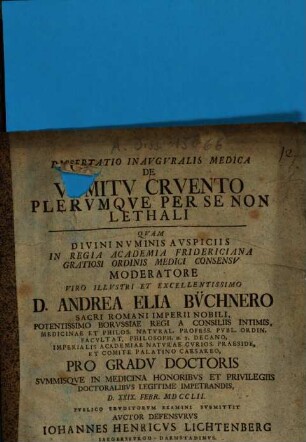 DISSERTATIO INAVGVRALIS MEDICA
DE
VOMITV CRVENTO
PLERVMQVE PER SE NON
LETHALI
QVAM
DIVINI NVMINIS AVSPICIIS
IN REGIA ACADEMIA FRIDERICIANA
GRATIOSI ORDINIS MEDICI CONSENSV
MODERATORE
VIRO ILLVSTRI ET EXCELLENTISSIMO
D. ANDREA ELIA BÜCHNERO
SACRI ROMANI IMPERII NOBILI,
POTENTISSIMO BORVSSIAE REGI A CONSILIIS INTIMIS,
MEDICINAE ET PHILOS. NATVRAL. PROFESS. PVBL. ORDIN.
FACVLTAT. PHILOSOPH. H. T. DECANO,
IMPERIALIS ACADEMIAE NATVRAE CVRIOS. PRAESIDE,
ET COMITE PALATINO CAESAREO,
PRO GRADV DOCTORIS
SVMMISQVE IN MEDICINA HONORIBVS ET PRIVILEGIIS
DOCTORALIBVS LEGITIME IMPETRANDIS,
D. XXIX. FEBR. MDCCLII.
PVBLICO ERVDITORVM EXAMINI SVBMITTIT
AVCTOR DEFENSVRVS
IOHANNES HENRICVS LICHTENBERG